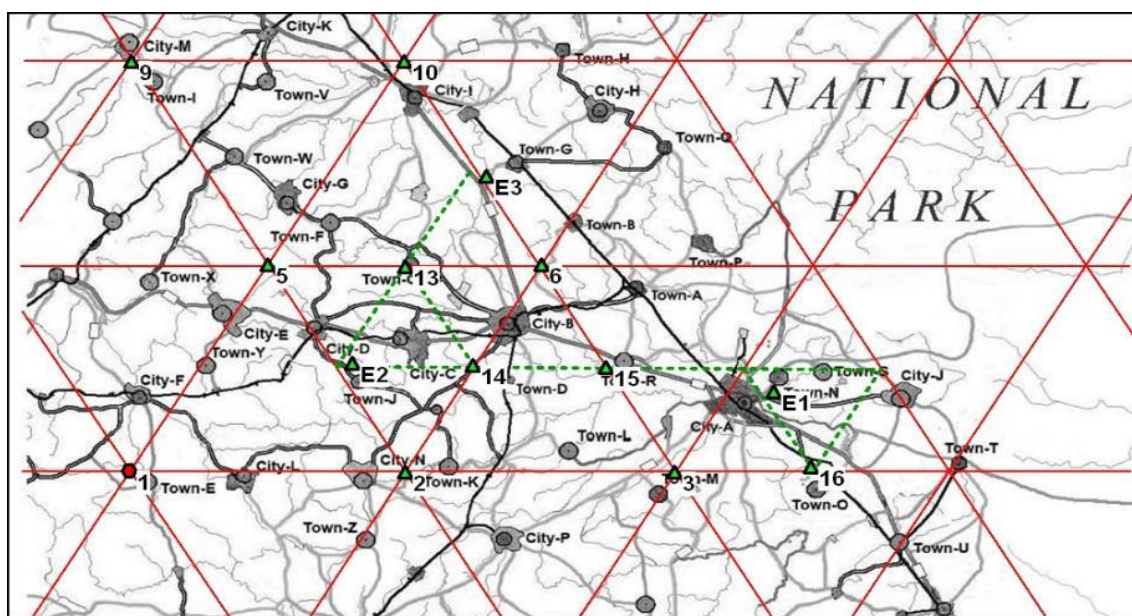 City-M
City-K
9
10
Town-H
Town-I
Town-V
City-I
City-H
NATIONAL
Town-W
Town-G
Town-Q
E3
City-G
PARK
Town-F
Town-B
Town-X
5
13
6
Town-P
Town-A
City-E
City-B
City-D
Town-Y
E2
City-C
14
15
Town-R
Town-S
City-F
Town-J
Town-D
Town-N
City-J
E1
City-A
Town-L
City-N
Town-T
1
Town-E
City-L
2
Town-K
3
16
Town-O
Town-Z
City-P
Town-U